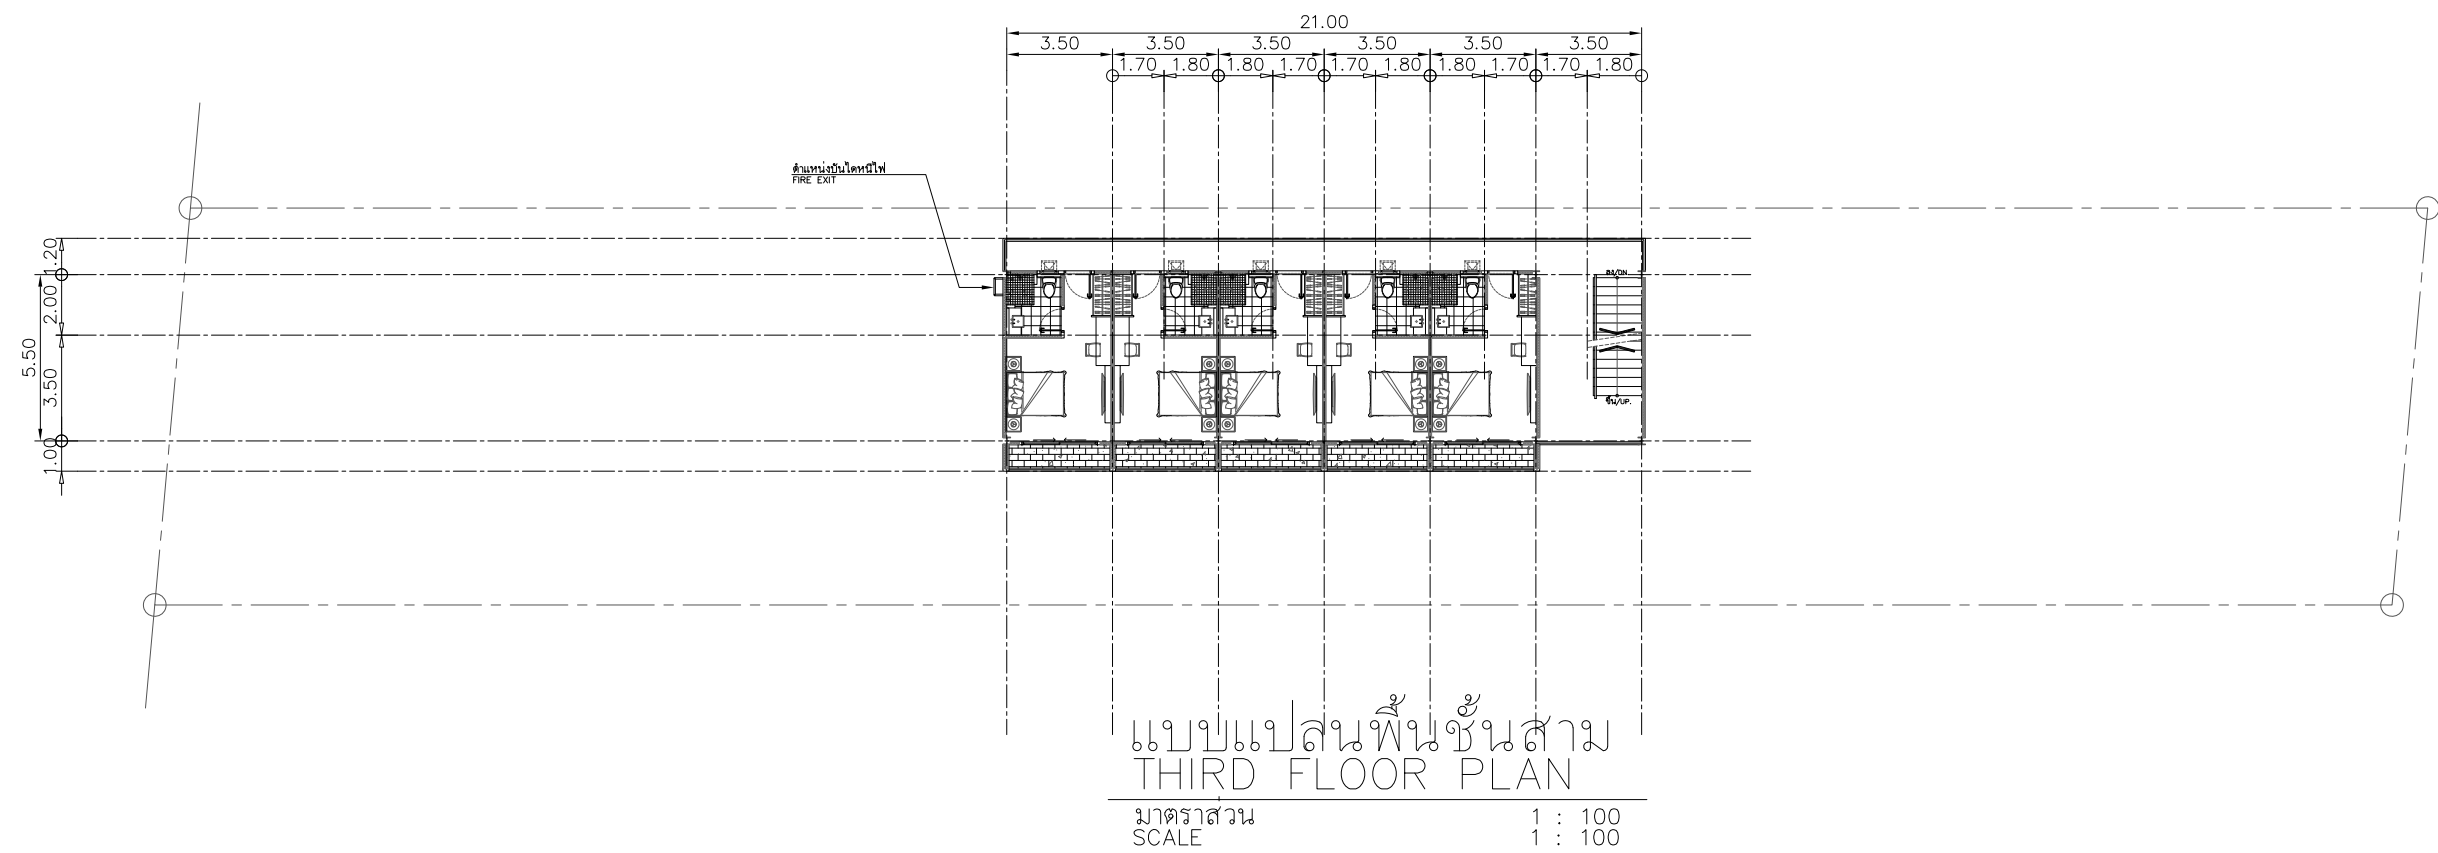 21.00
3.50 3.50 3.50 3.50 3.50 3.50
1.70 1.80 1.80 1.70 1.70 1.80 1.80 1.70 1.70 1.80
ตำแหน่งบันไดหนีไฟ
FIRE EXIT
1.20
2.00
5.50
3.50
1.00
ลง/DN.
ขึ้น/UP.
แบบแปลนพื้นชั้นสาม
THIRD FLOOR PLAN
มาตราส่วน 1 : 100
SCALE 1 : 100